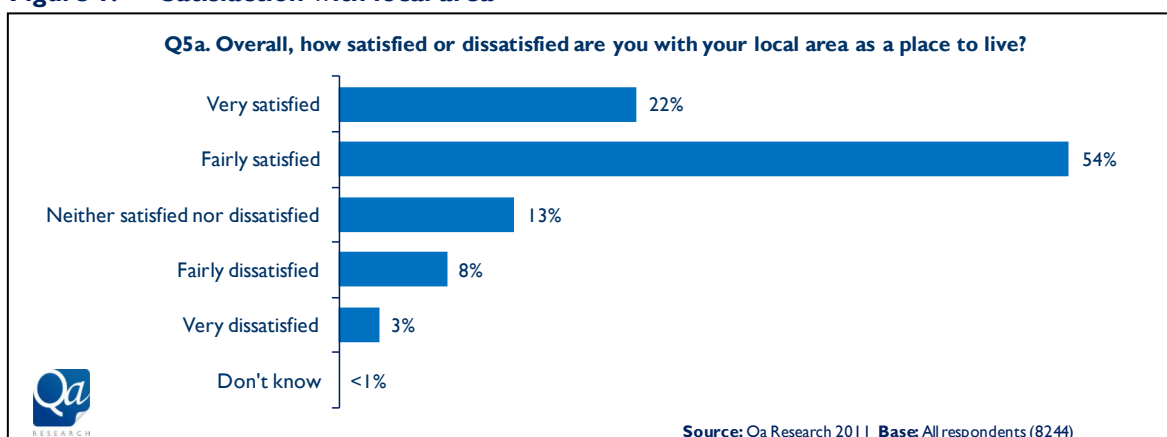 Q5a. Overall, how satisfied or dissatisfied are you with your local area as a place to live?
Very satisfied
22%
Fairly satisfied
54%
Neither satisfied nor dissatisfied
13%
Fairly dissatisfied
8%
Very dissatisfied
3%
Don't know
<1%
Qa
RESEARCH
Source: Qa Research 2011 Base: All respondents (8244)